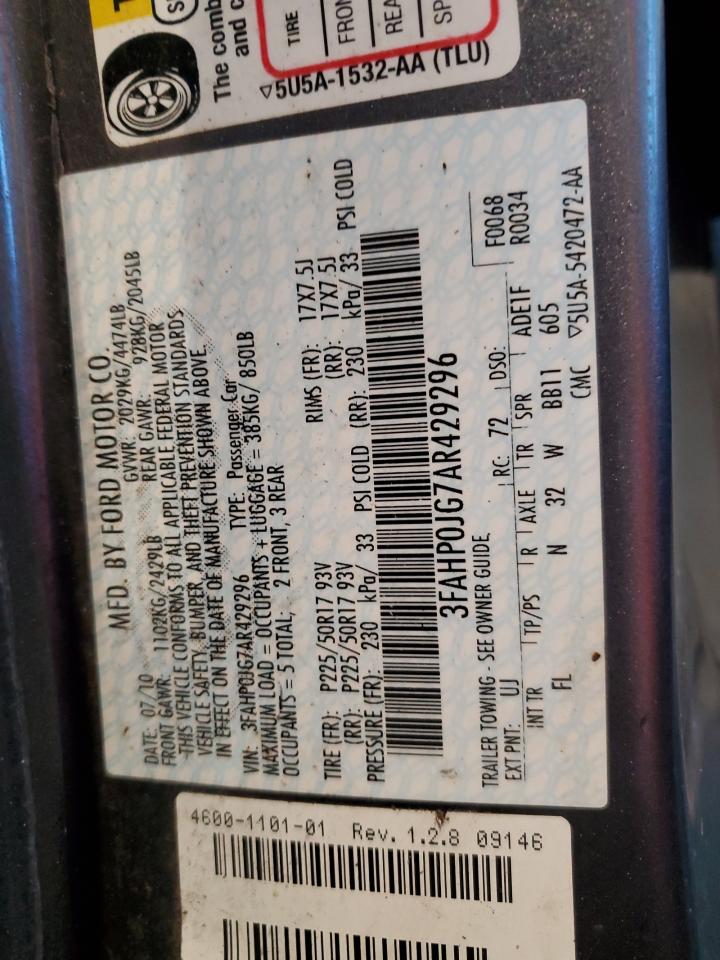 The comb
and c
TIRE
FRON
REA
SP
5U5A-1532-AA (TLU)
MFD. BY FORD MOTOR CO.
DATE: 07/10 GVWR: 2029KG/4474LB
FRONT GAWR: 1102KG/2429LB REAR GAWR: 928KG/2045LB
THIS VEHICLE CONFORMS TO ALL APPLICABLE FEDERAL MOTOR
VEHICLE SAFETY, BUMPER, AND THEFT PREVENTION STANDARDS
IN EFFECT ON THE DATE OF MANUFACTURE SHOWN ABOVE.
VIN: 3FAHP0JG7AR429296 TYPE: Passenger Car
MAXIMUM LOAD = OCCUPANTS + LUGGAGE = 385KG/ 850LB
OCCUPANTS = 5 TOTAL; 2 FRONT, 3 REAR
TIRE (FR): P225/50R17 93V RIMS (FR): 17X7.5J
(RR): P225/50R17 93V (RR): 17X7.5J
PRESSURE (FR): 230 kPa/ 33 PSI COLD (RR): 230 kPa/ 33 PSI COLD
3FAHP0JG7AR429296
TRAILER TOWING - SEE OWNER GUIDE F0068
EXT PNT: UJ RC: 72 DSO: R0034
INT TR TP/PS R AXLE TR SPR ADE1F
FL N 32 W BB11 605
CMC ▽5U5A-5420472-AA
4600-1101-01 Rev. 1.2.8 09146